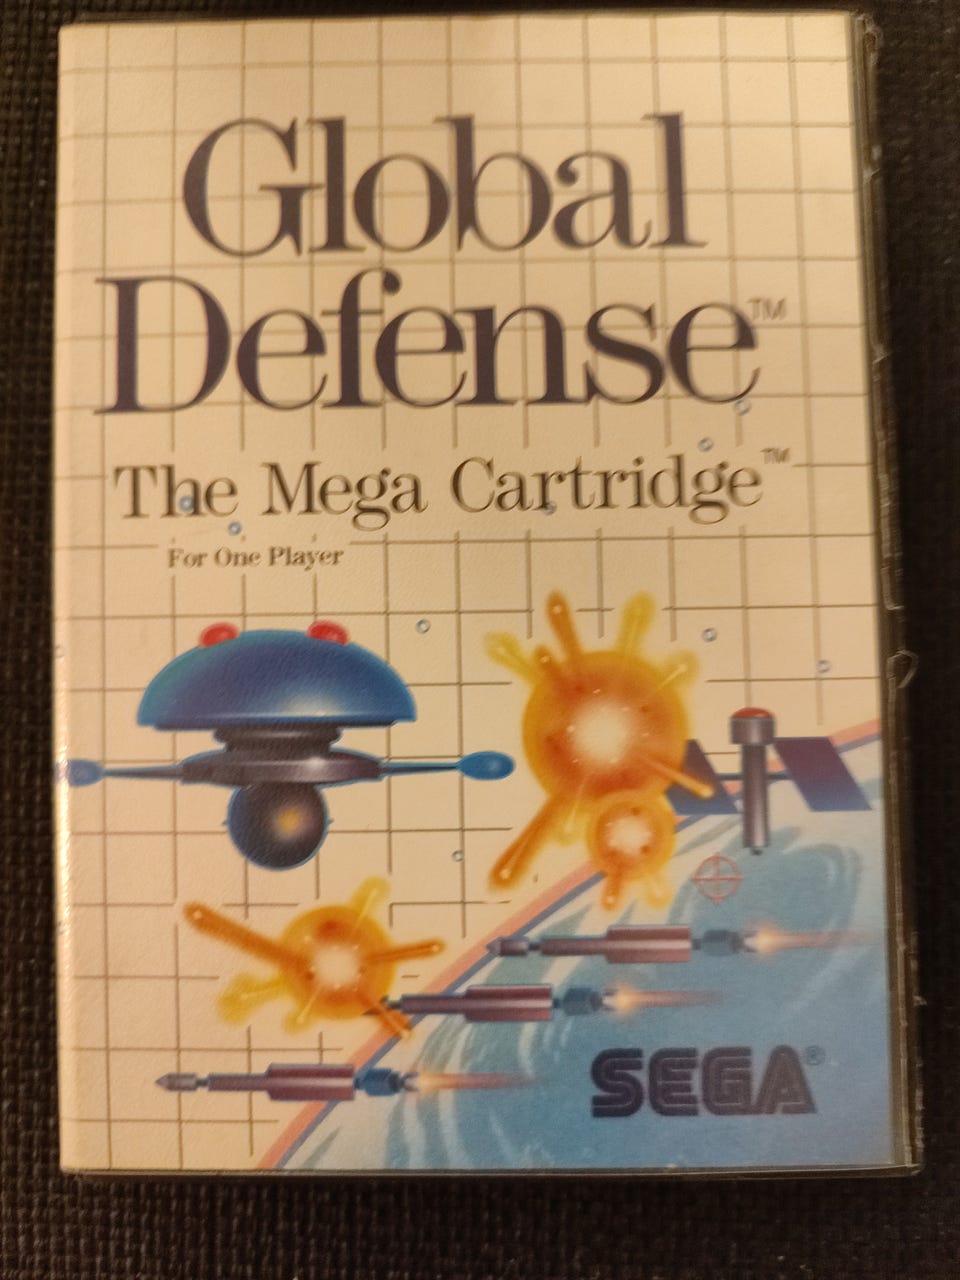 Global
Defense™
The Mega Cartridge™
For One Player
SEGA®